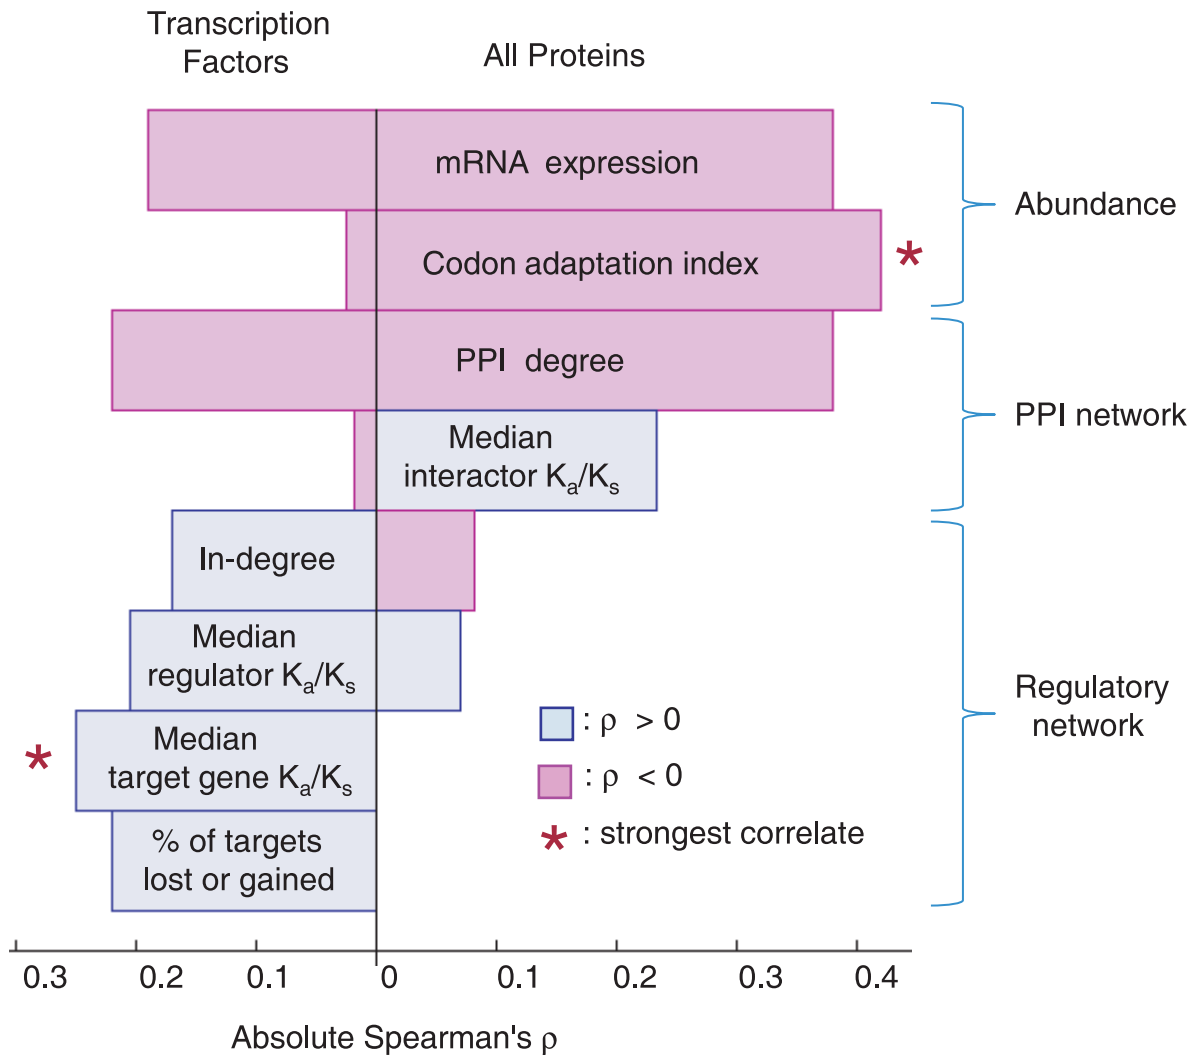 Transcription
Factors
All Proteins
mRNA expression
Abundance
Codon adaptation index
*
PPI degree
PPI network
Median
interactor Ka/Ks
In-degree
Median
regulator Ka/Ks
Regulatory
network
: ρ > 0
Median
target gene Ka/Ks
*
: ρ < 0
* : strongest correlate
% of targets
lost or gained
0.3 0.2 0.1 0 0.1 0.2 0.3 0.4
Absolute Spearman's ρ